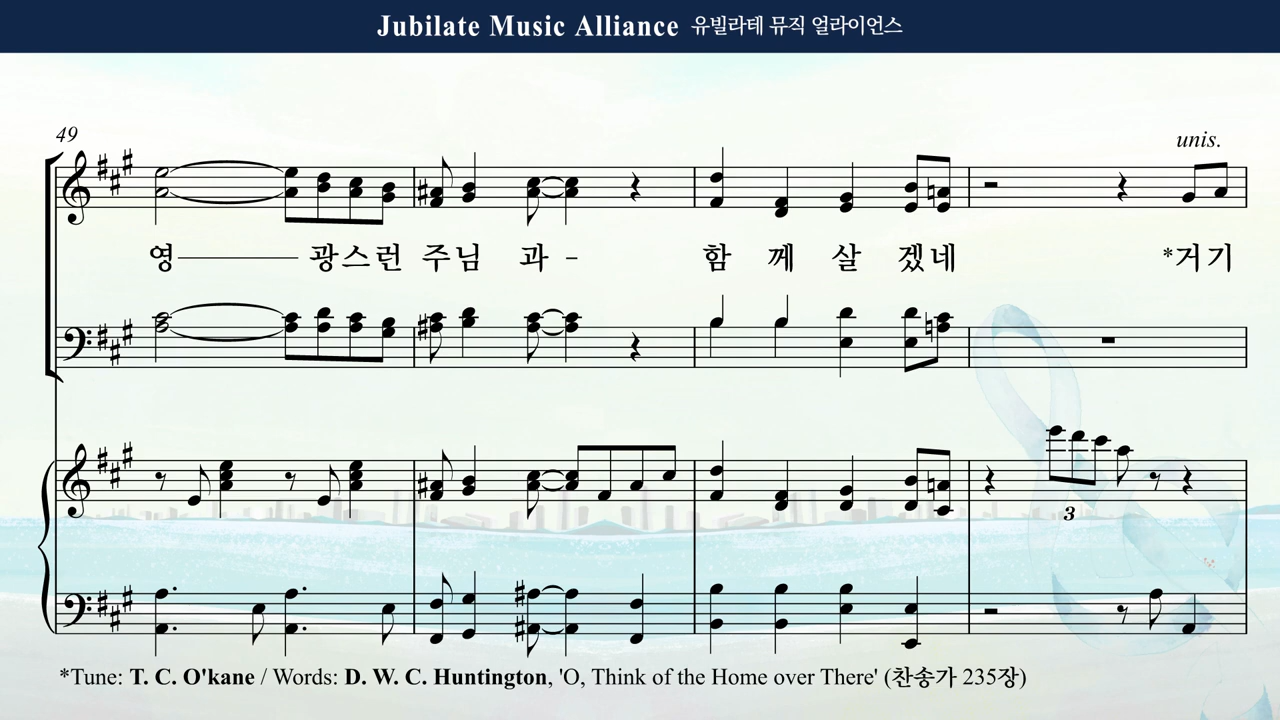 Jubilate Music Alliance 유빌라테 뮤직 얼라이언스
49
unis.
영 광스런 주님 과 - 함 께 살 겠네 *거기
3
*Tune: T. C. O'kane / Words: D. W. C. Huntington, 'O, Think of the Home over There' (찬송가 235장)